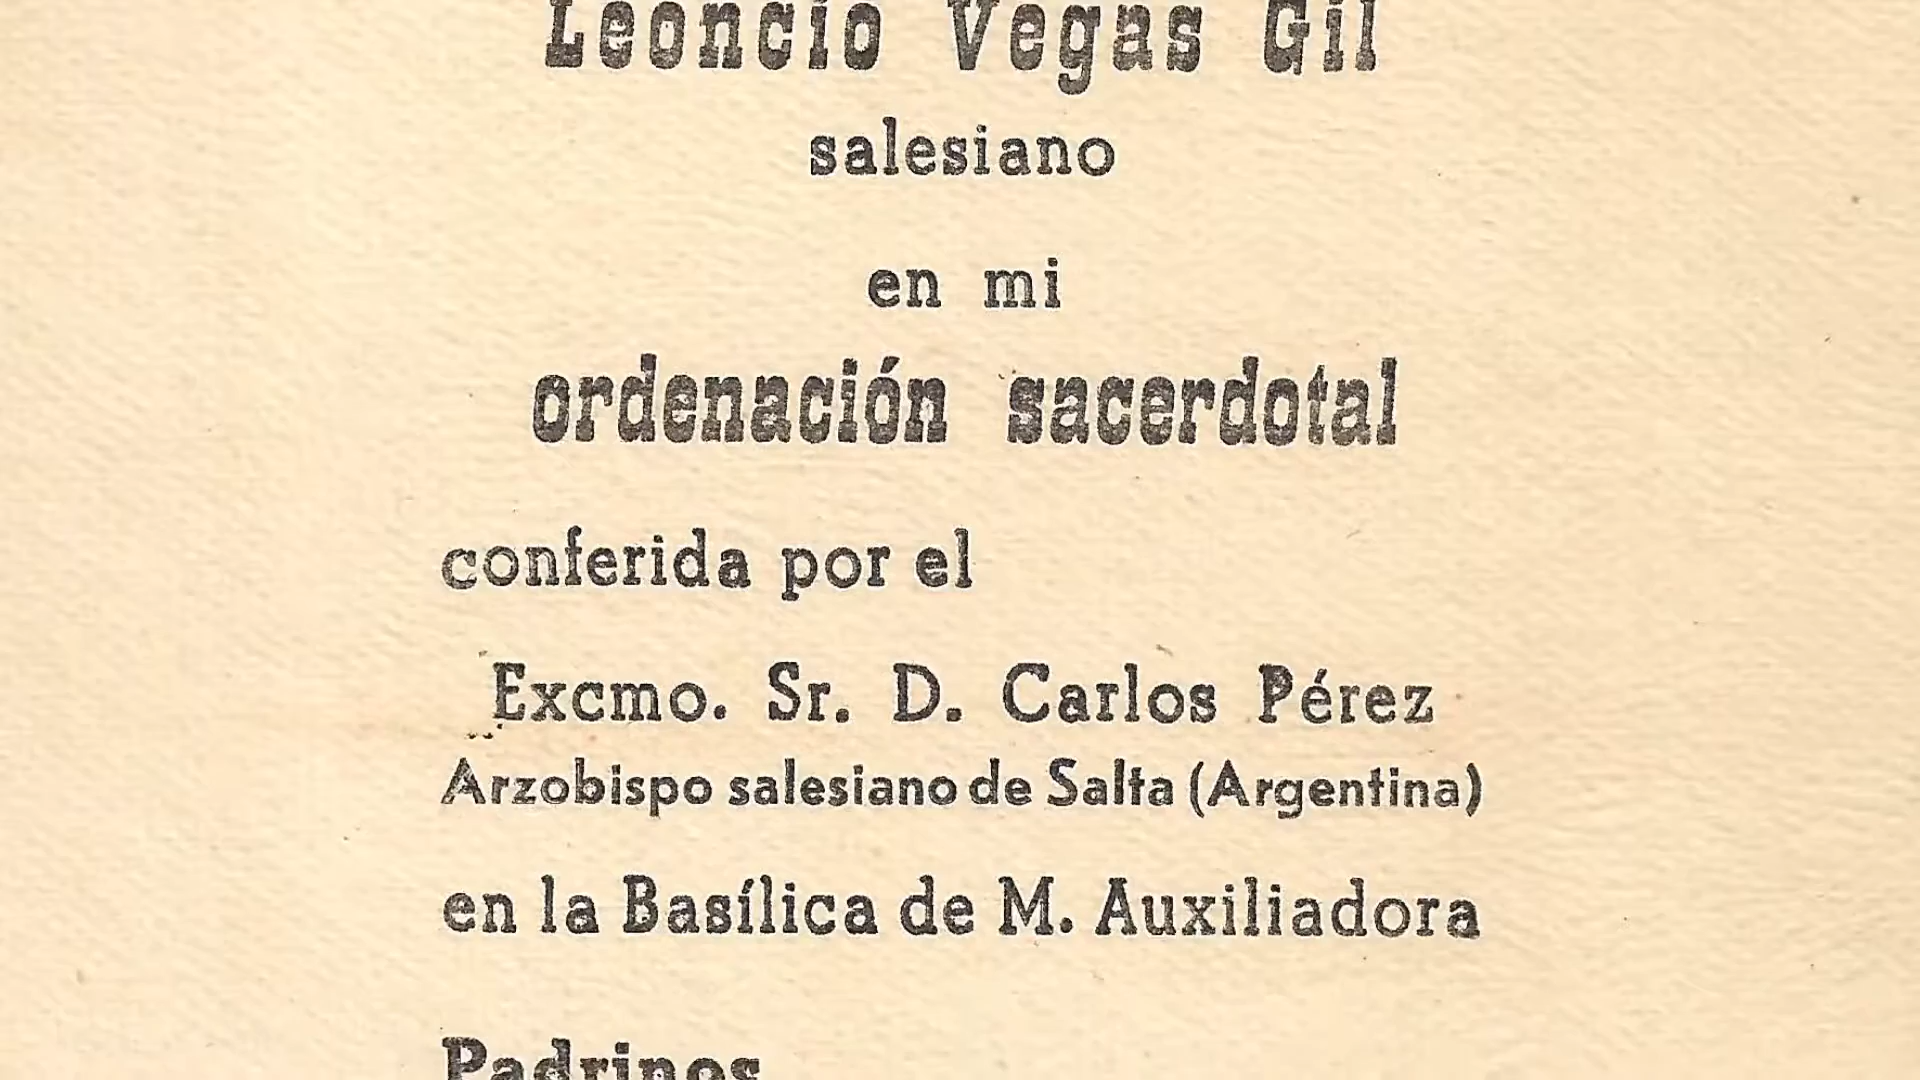 Leoncio Vegas Gil
salesiano
en mi
ordenación sacerdotal
conferida por el
Excmo. Sr. D. Carlos Pérez
Arzobispo salesiano de Salta (Argentina)
en la Basílica de M. Auxiliadora
Padrinos